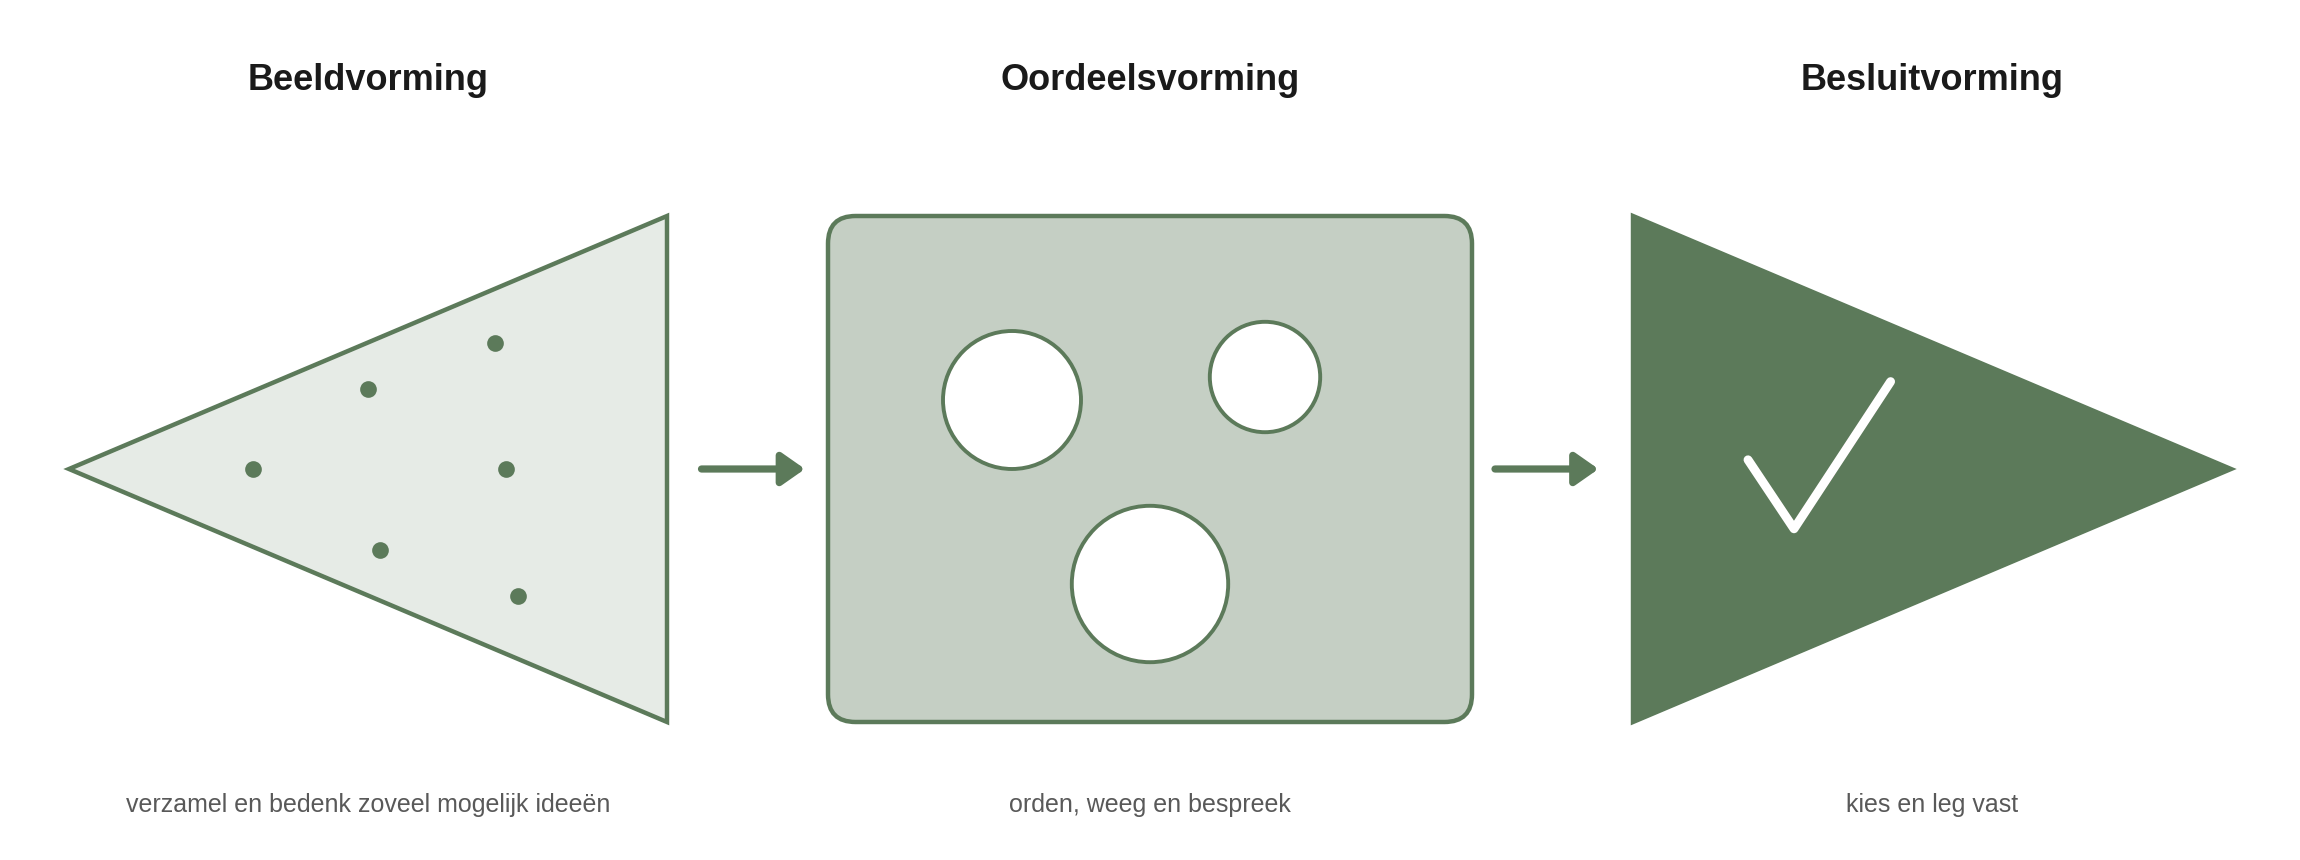 Beeldvorming
Oordeelsvorming
Besluitvorming
verzamel en bedenk zoveel mogelijk ideeën
orden, weeg en bespreek
kies en leg vast